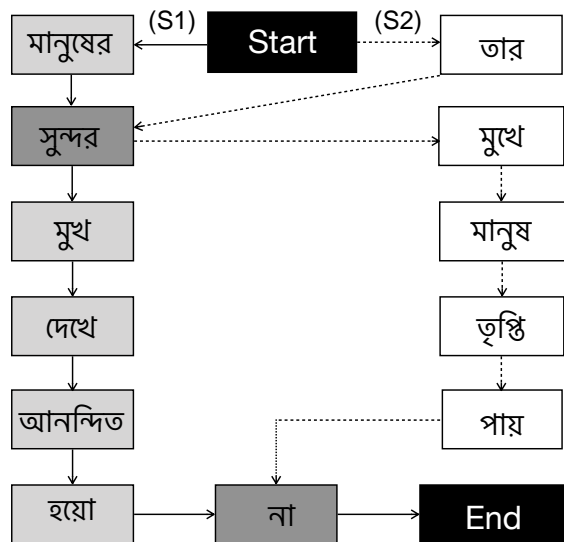 (S1) Start (S2)
মানুষের তার
সুন্দর মুখে
মুখ মানুষ
দেখে তৃপ্তি
আনন্দিত পায়
হয়ো না End